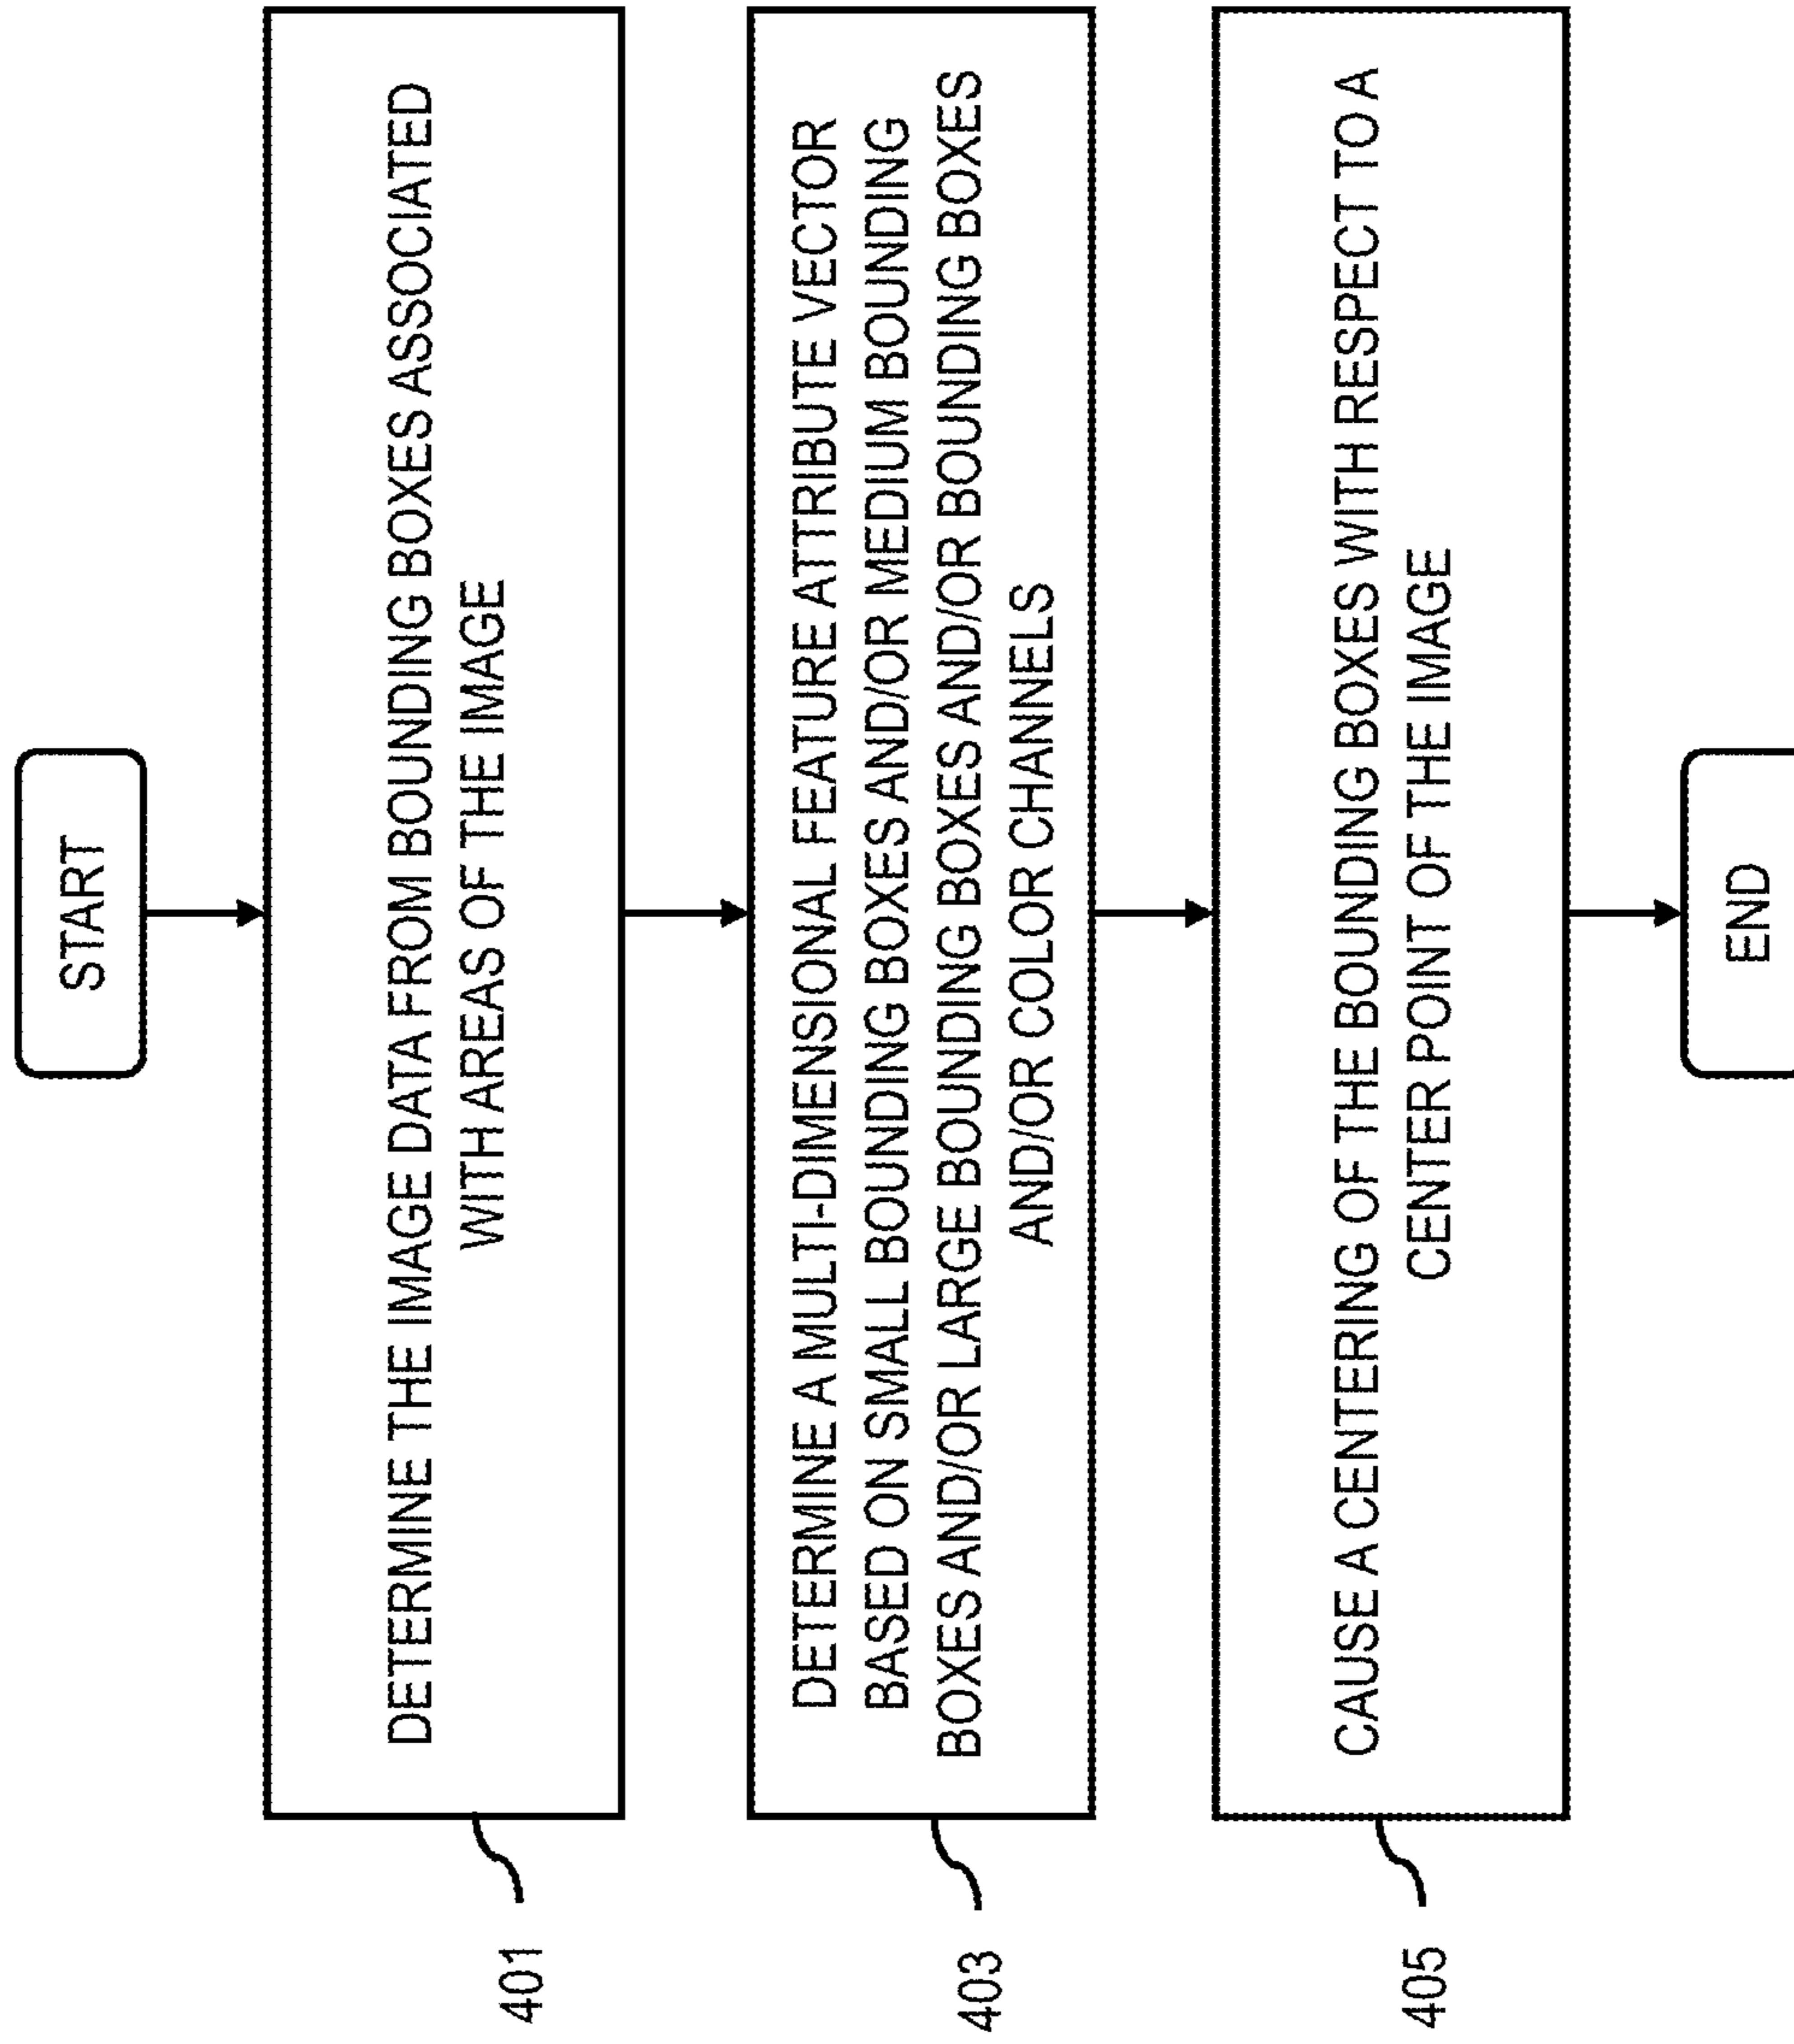 START
DETERMINE THE IMAGE DATA FROM BOUNDING BOXES ASSOCIATED
WITH AREAS OF THE IMAGE
401
DETERMINE A MULTI-DIMENSIONAL FEATURE ATTRIBUTE VECTOR
BASED ON SMALL BOUNDING BOXES AND/OR MEDIUM BOUNDING
BOXES AND/OR LARGE BOUNDING BOXES AND/OR BOUNDING BOXES
AND/OR COLOR CHANNELS
403
CAUSE A CENTERING OF THE BOUNDING BOXES WITH RESPECT TO A
CENTER POINT OF THE IMAGE
405
END